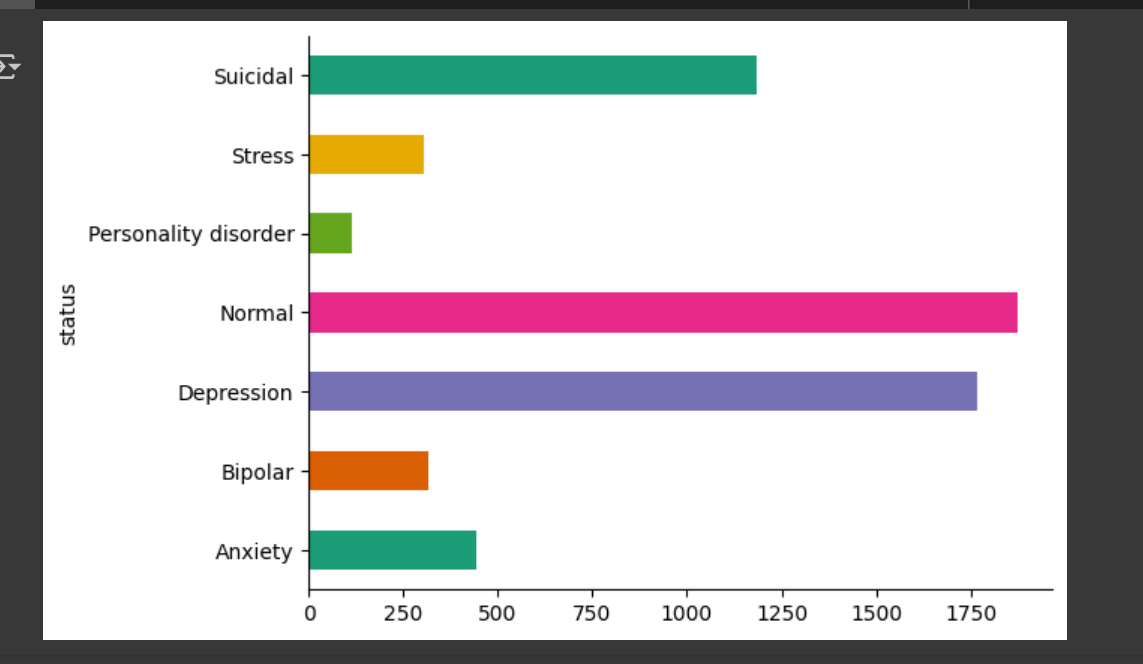 Suicidal
Stress
Personality disorder
Normal
Depression
Bipolar
Anxiety
status
0 250 500 750 1000 1250 1500 1750